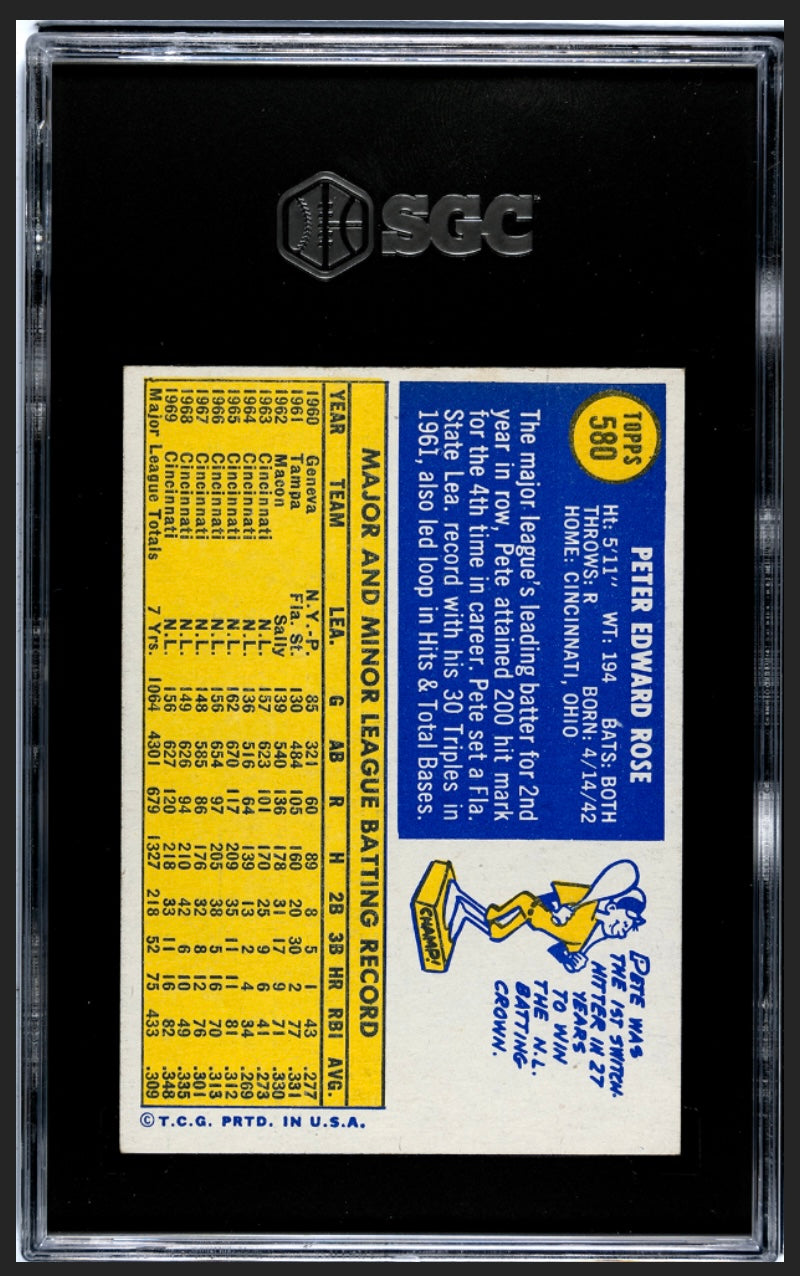 SGC
TOPPS
580
PETER EDWARD ROSE
Ht: 5'11" WT: 194 BATS: BOTH
THROWS: R BORN: 4/14/42
HOME: CINCINNATI, OHIO
The major league's leading batter for 2nd
year in row, Pete attained 200 hit mark
for the 4th time in career. Pete set a Fla.
State Lea. record with his 30 Triples in
1961, also led loop in Hits & Total Bases.
PETE WAS
THE 1ST SWITCH-
HITTER IN 27
YEARS
TO WIN
THE N.L.
BATTING
CROWN.
CHAMP!
MAJOR AND MINOR LEAGUE BATTING RECORD
YEAR TEAM LEA. G AB R H 2B 3B HR RBI AVG.
1960 Geneva N.Y.-P. 85 321 60 89 8 5 1 43 .277
1961 Tampa Fla. St. 130 484 105 160 20 30 2 77 .331
1962 Macon Sally 139 540 136 178 31 17 9 71 .330
1963 Cincinnati N.L. 157 623 101 170 25 9 6 41 .273
1964 Cincinnati N.L. 136 516 64 139 13 2 4 34 .269
1965 Cincinnati N.L. 162 670 117 209 35 11 11 81 .312
1966 Cincinnati N.L. 156 654 97 205 38 5 16 70 .313
1967 Cincinnati N.L. 148 585 86 176 32 8 12 76 .301
1968 Cincinnati N.L. 149 626 94 210 42 6 10 49 .335
1969 Cincinnati N.L. 156 627 120 218 33 11 16 82 .348
Major League Totals 7 Yrs. 1064 4301 679 1327 218 52 75 433 .309
© T.C.G. PRTD. IN U.S.A.